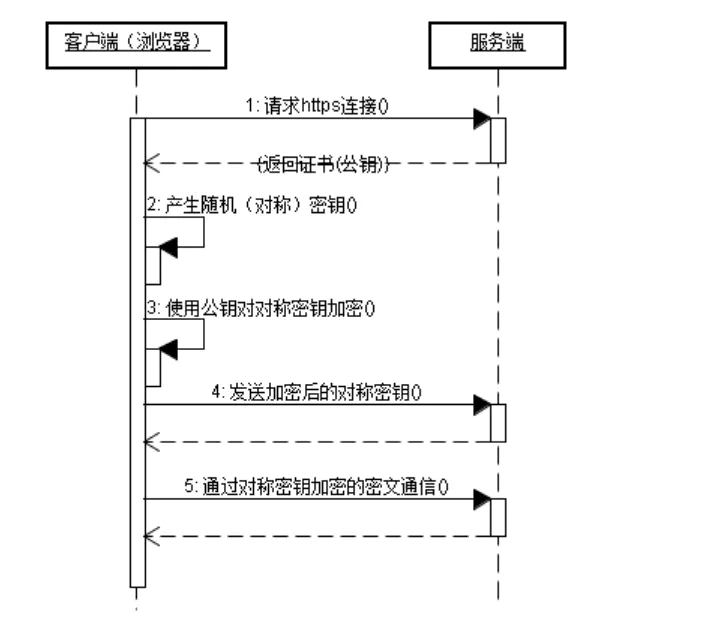 客户端（浏览器）
服务端
1: 请求https连接()
(返回证书(公钥))
2: 产生随机（对称）密钥()
3: 使用公钥对对称密钥加密()
4: 发送加密后的对称密钥()
5: 通过对称密钥加密的密文通信()